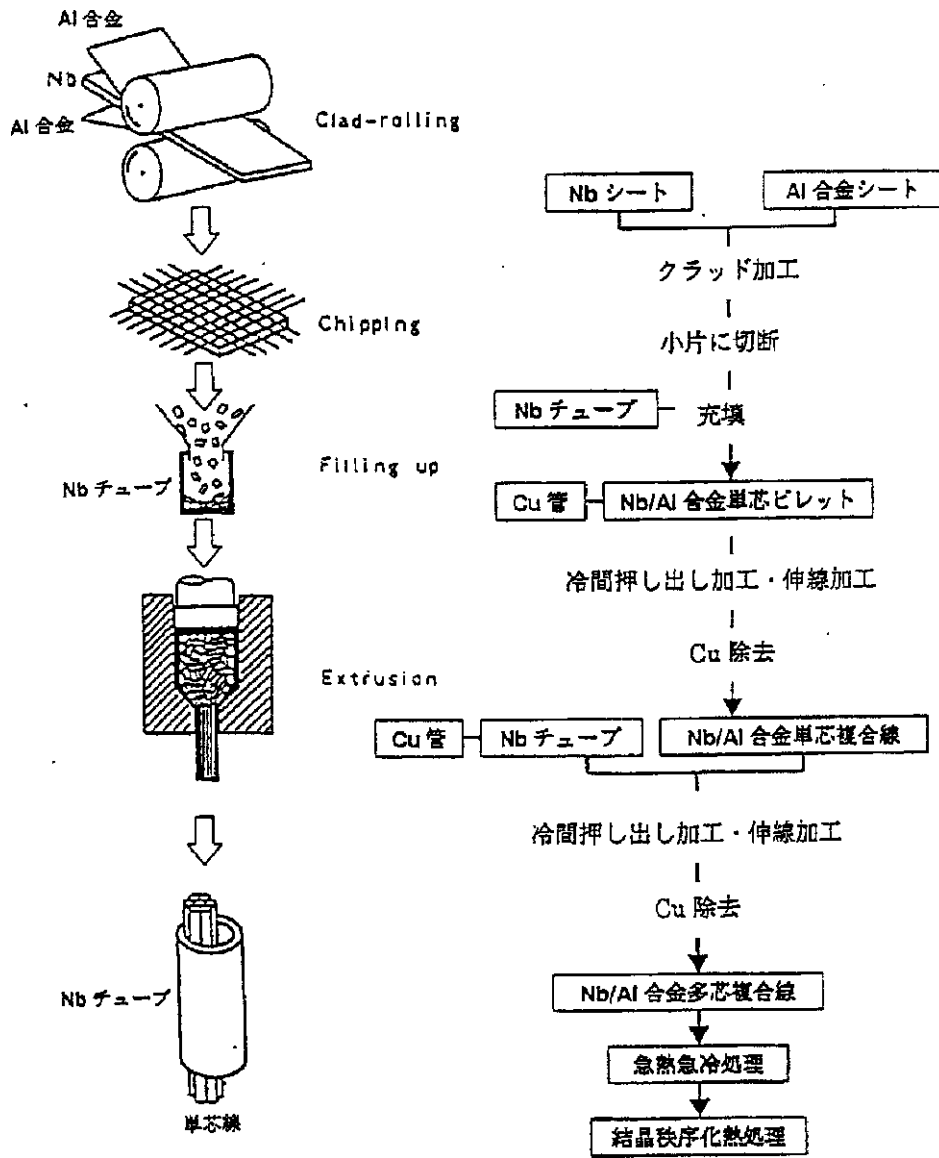 Al 合金
Nb
Al 合金
Clad-rolling
Chipping
Nb チューブ
Filling up
Extrusion
Nb チューブ
単芯線
Nb シート
Al 合金シート
クラッド加工
小片に切断
Nb チューブ
充填
Cu 管
Nb/Al 合金単芯ビレット
冷間押し出し加工・伸線加工
Cu 除去
Cu 管
Nb チューブ
Nb/Al 合金単芯複合線
冷間押し出し加工・伸線加工
Cu 除去
Nb/Al 合金多芯複合線
急熱急冷処理
結晶秩序化熱処理